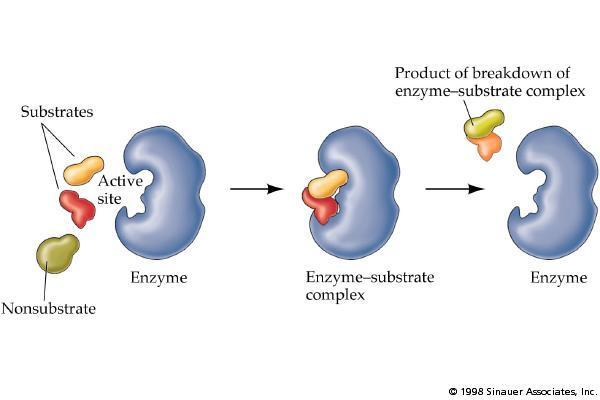 Product of breakdown of
enzyme–substrate complex
Substrates
Active
site
Enzyme
Nonsubstrate
Enzyme–substrate
complex
Enzyme
© 1998 Sinauer Associates, Inc.